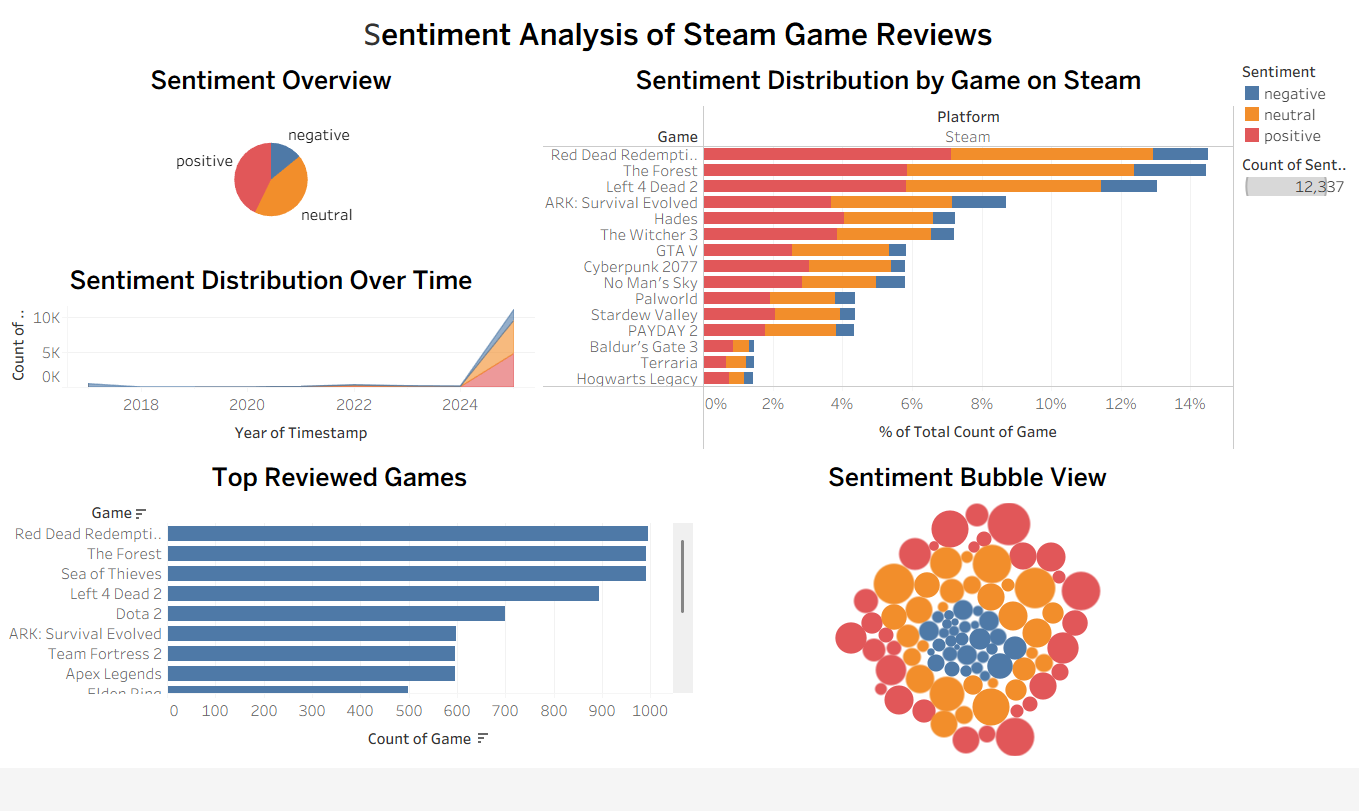 Sentiment Analysis of Steam Game Reviews
Sentiment Overview
negative
positive
neutral
Sentiment Distribution by Game on Steam
Platform
Game
Steam
Red Dead Redempti..
The Forest
Left 4 Dead 2
ARK: Survival Evolved
Hades
The Witcher 3
GTA V
Cyberpunk 2077
No Man's Sky
Palworld
Stardew Valley
PAYDAY 2
Baldur's Gate 3
Terraria
Hogwarts Legacy
0% 2% 4% 6% 8% 10% 12% 14%
% of Total Count of Game
Sentiment
negative
neutral
positive
Count of Sent..
12,337
Sentiment Distribution Over Time
Count of ..
10K
5K
0K
2018 2020 2022 2024
Year of Timestamp
Top Reviewed Games
Game
Red Dead Redempti..
The Forest
Sea of Thieves
Left 4 Dead 2
Dota 2
ARK: Survival Evolved
Team Fortress 2
Apex Legends
Elden Ring
0 100 200 300 400 500 600 700 800 900 1000
Count of Game
Sentiment Bubble View